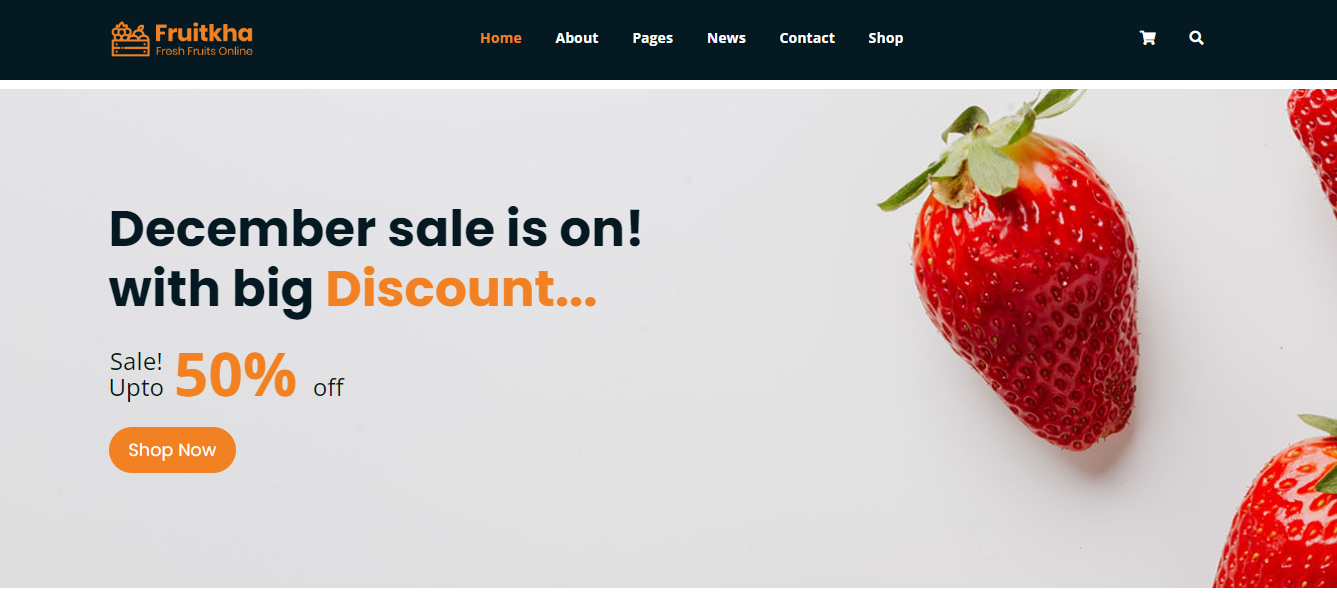 Fruitkha
Fresh Fruits Online
Home About Pages News Contact Shop
December sale is on!
with big Discount...
Sale!
Upto 50% off
Shop Now